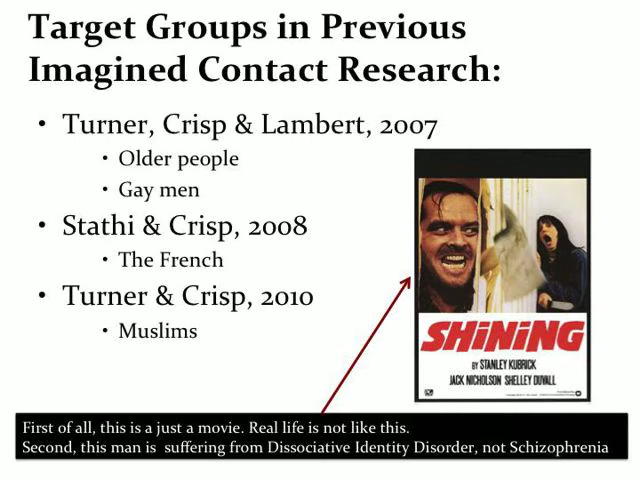 Target Groups in Previous
Imagined Contact Research:
• Turner, Crisp & Lambert, 2007
• Older people
• Gay men
• Stathi & Crisp, 2008
• The French
• Turner & Crisp, 2010
• Muslims
SHiNiNG
BY STANLEY KUBRICK
JACK NICHOLSON SHELLEY DUVALL
First of all, this is a just a movie. Real life is not like this.
Second, this man is suffering from Dissociative Identity Disorder, not Schizophrenia